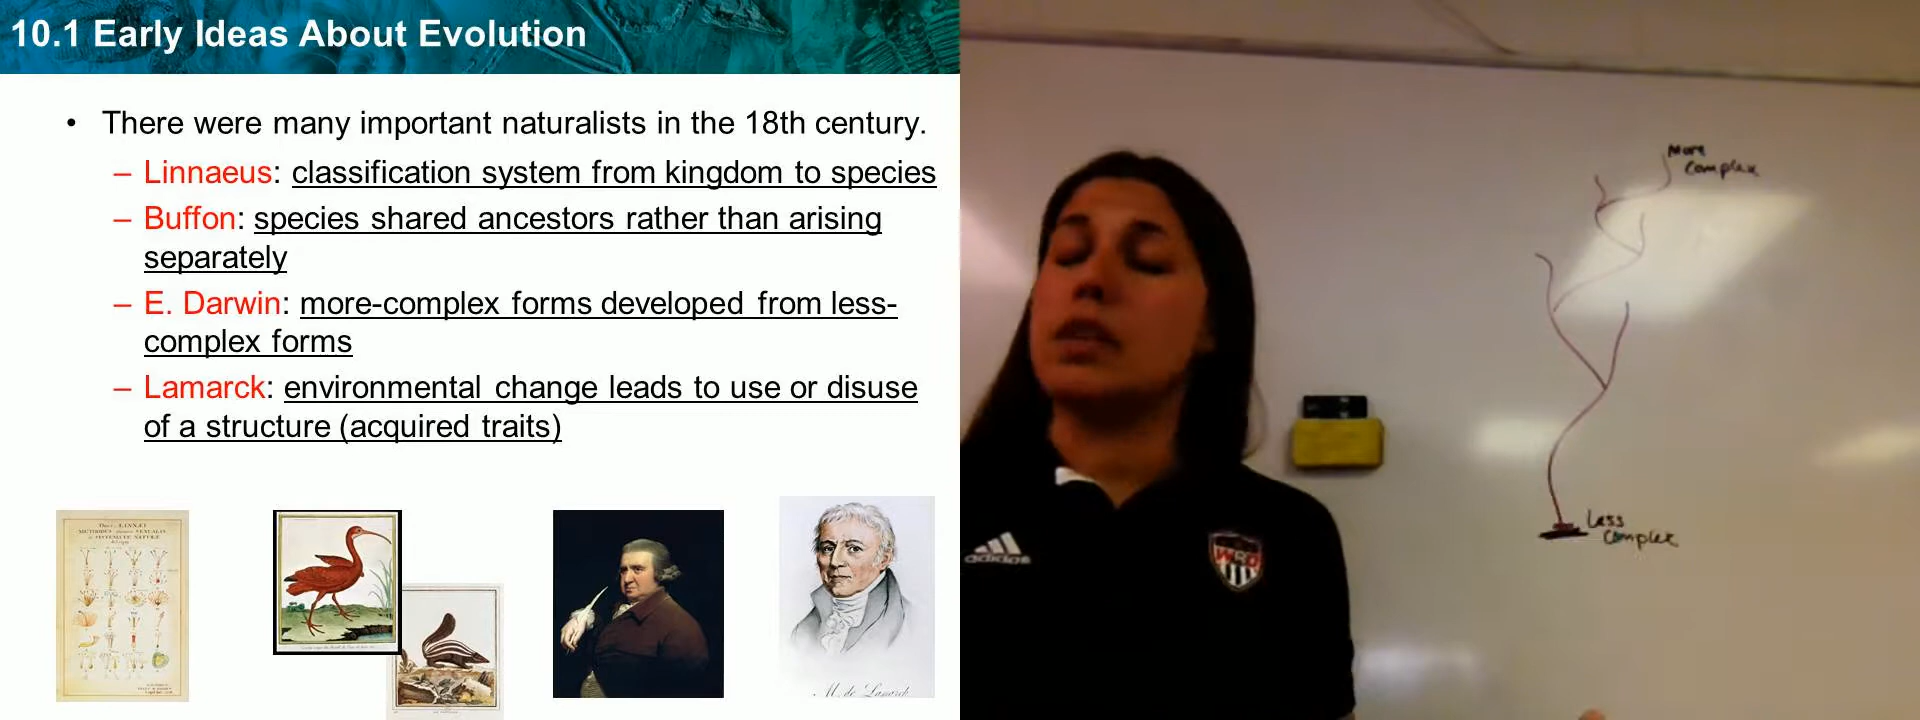 10.1 Early Ideas About Evolution
• There were many important naturalists in the 18th century.
– Linnaeus: classification system from kingdom to species
– Buffon: species shared ancestors rather than arising
separately
– E. Darwin: more-complex forms developed from less-
complex forms
– Lamarck: environmental change leads to use or disuse
of a structure (acquired traits)
M. de Lamarck
More
Complex
Less
Complex
adidas